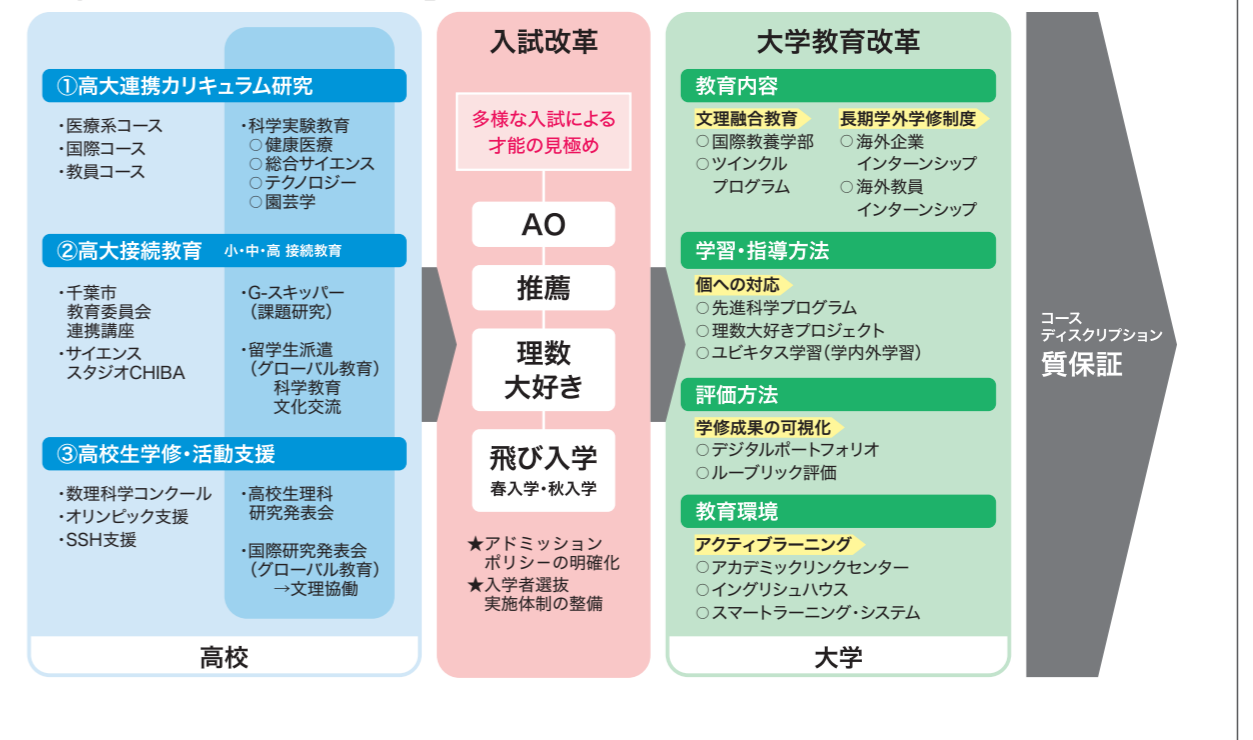 ①高大連携カリキュラム研究
・医療系コース
・国際コース
・教員コース
・科学実験教育
○健康医療
○総合サイエンス
○テクノロジー
○園芸学
②高大接続教育 小・中・高 接続教育
・千葉市
教育委員会
連携講座
・サイエンス
スタジオCHIBA
・G-スキッパー
(課題研究)
・留学生派遣
(グローバル教育)
科学教育
文化交流
③高校生学修・活動支援
・数理科学コンクール
・オリンピック支援
・SSH支援
・高校生理科
研究発表会
・国際研究発表会
(グローバル教育)
→文理協働
高校
入試改革
多様な入試による
才能の見極め
AO
推薦
理数
大好き
飛び入学
春入学・秋入学
★アドミッション
ポリシーの明確化
★入学者選抜
実施体制の整備
大学教育改革
教育内容
文理融合教育
○国際教養学部
○ツインクル
プログラム
長期学外学修制度
○海外企業
インターンシップ
○海外教員
インターンシップ
学習・指導方法
個への対応
○先進科学プログラム
○理数大好きプロジェクト
○ユビキタス学習(学内外学習)
評価方法
学修成果の可視化
○デジタルポートフォリオ
○ルーブリック評価
教育環境
アクティブラーニング
○アカデミックリンクセンター
○イングリシュハウス
○スマートラーニング・システム
大学
コース
ディスクリプション
質保証